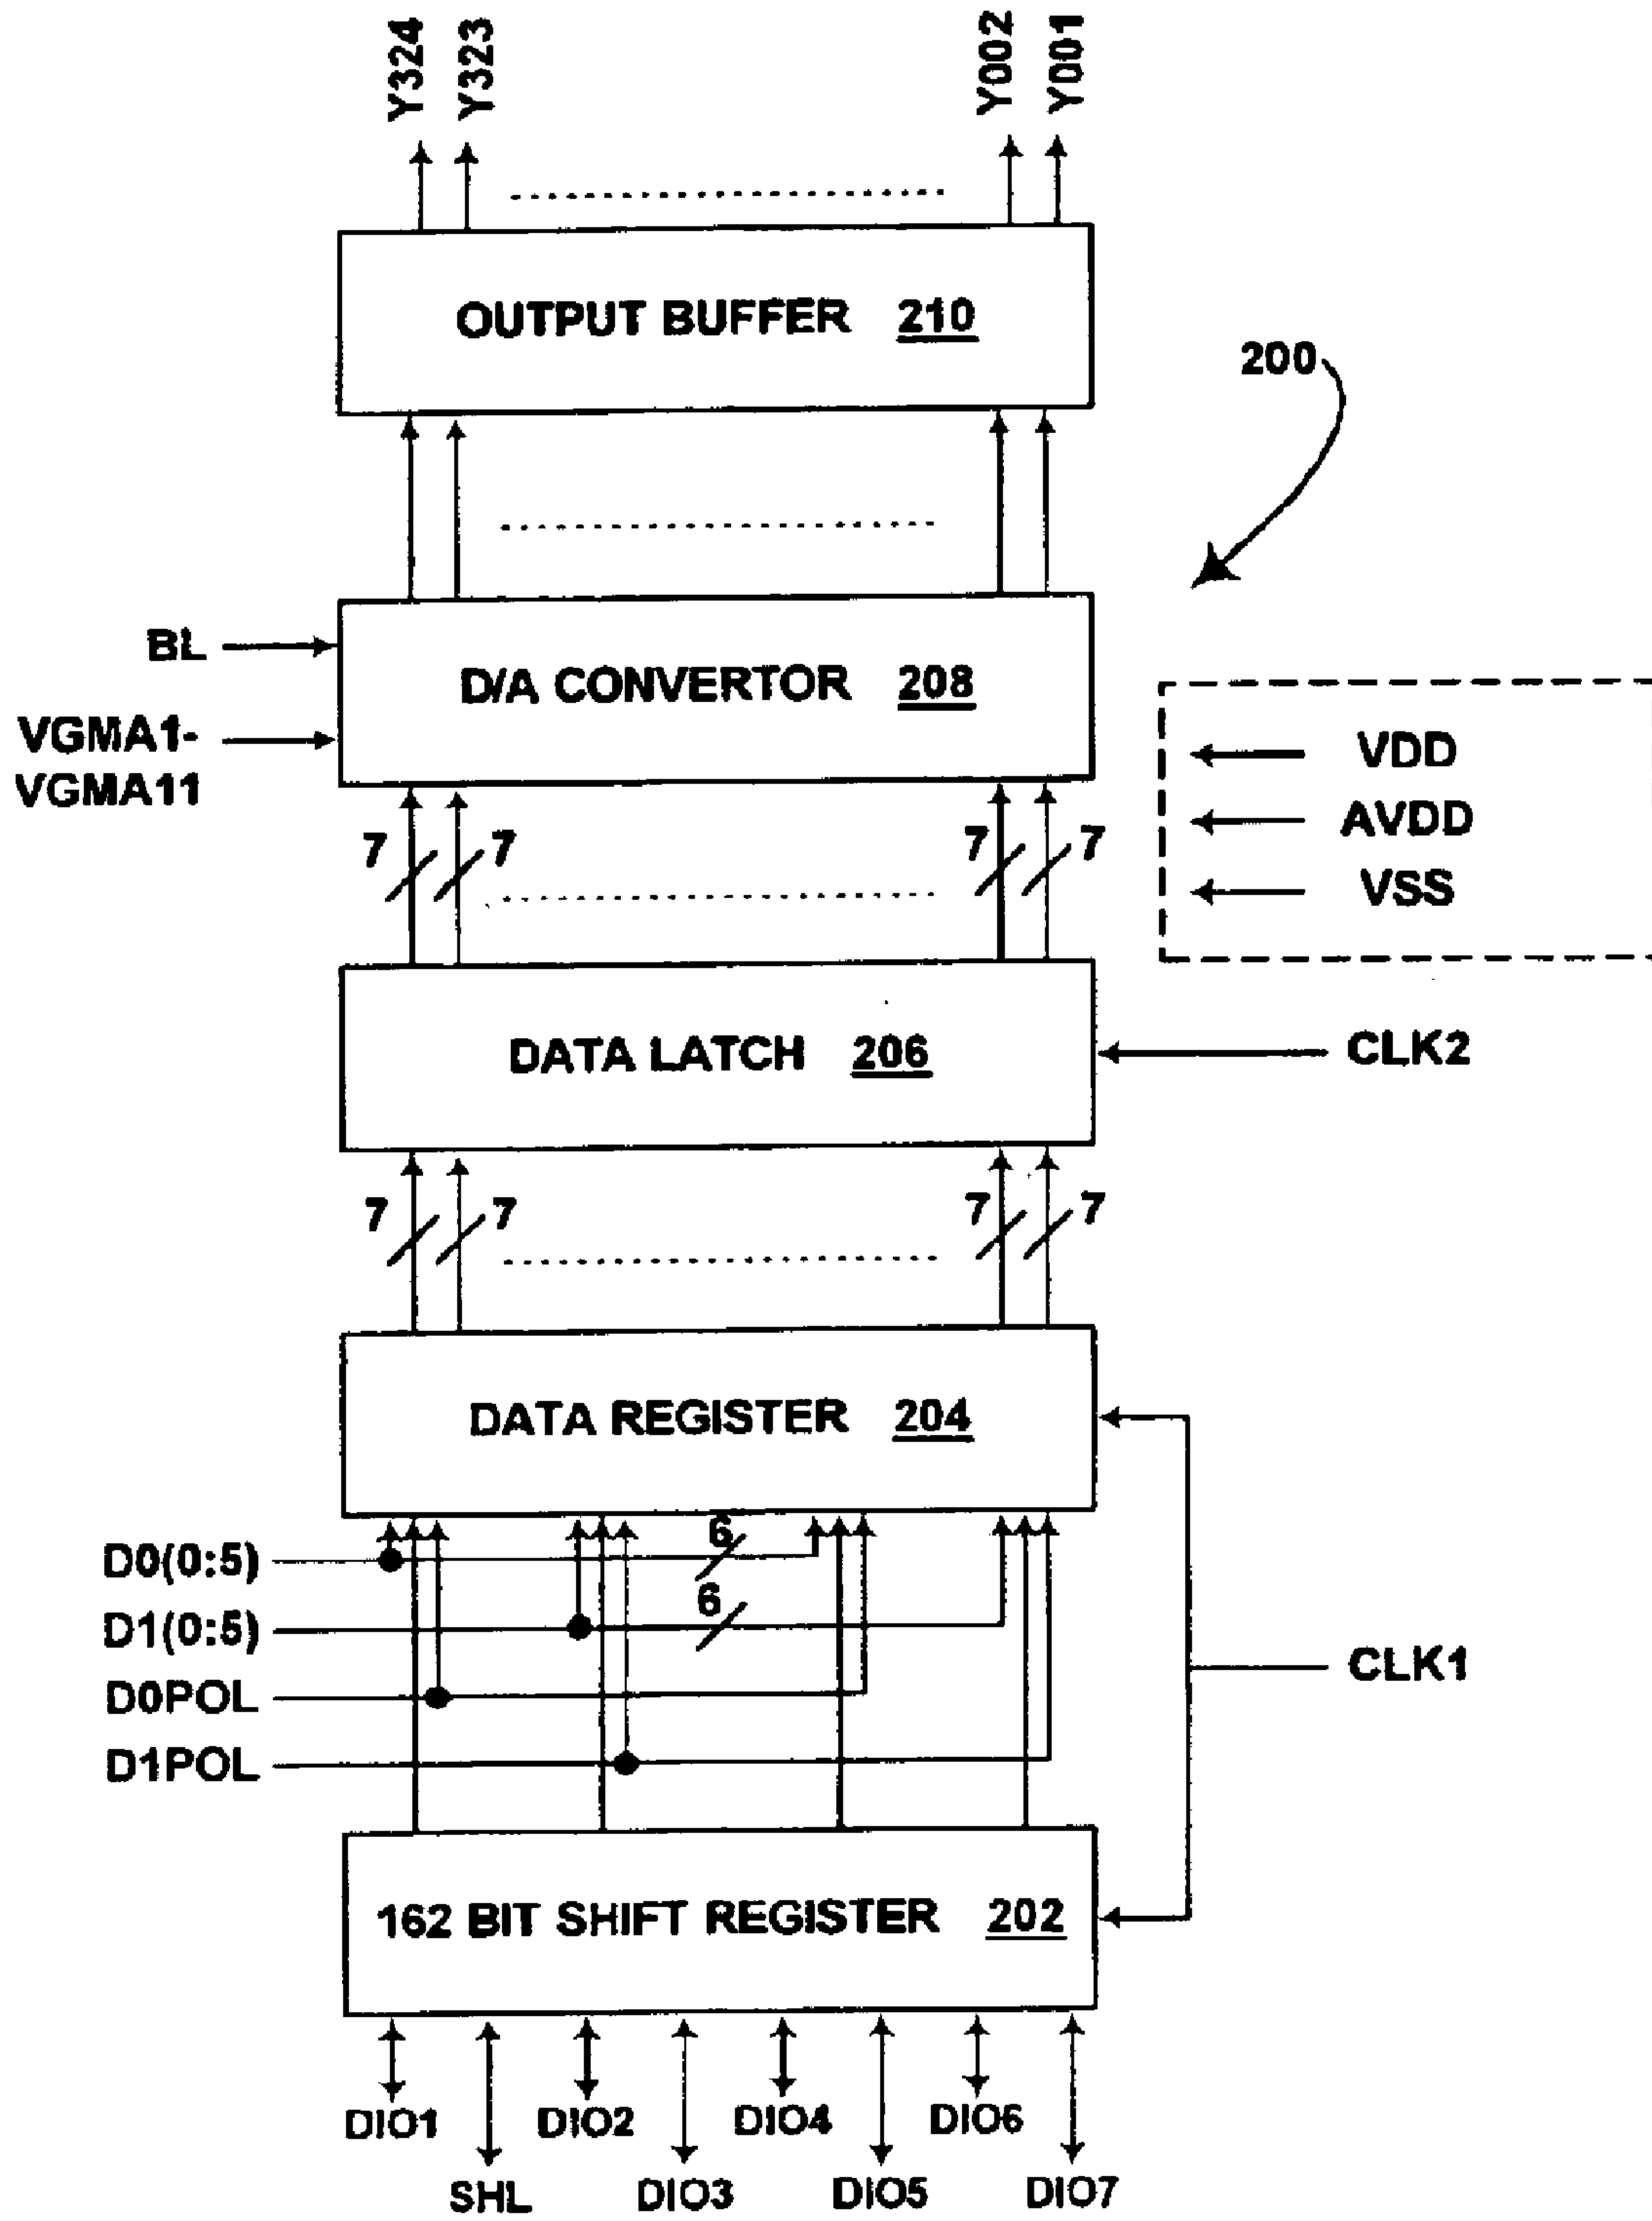 Y324 Y323 Y002 Y001
OUTPUT BUFFER 210
200
BL
D/A CONVERTOR 208
VGMA1-
VGMA11
VDD
AVDD
VSS
7 7 7 7
DATA LATCH 206
CLK2
7 7 7 7
DATA REGISTER 204
6
D0(0:5)
6
D1(0:5)
D0POL
CLK1
D1POL
162 BIT SHIFT REGISTER 202
DIO1 DIO2 DIO4 DIO6
SHL DIO3 DIO5 DIO7